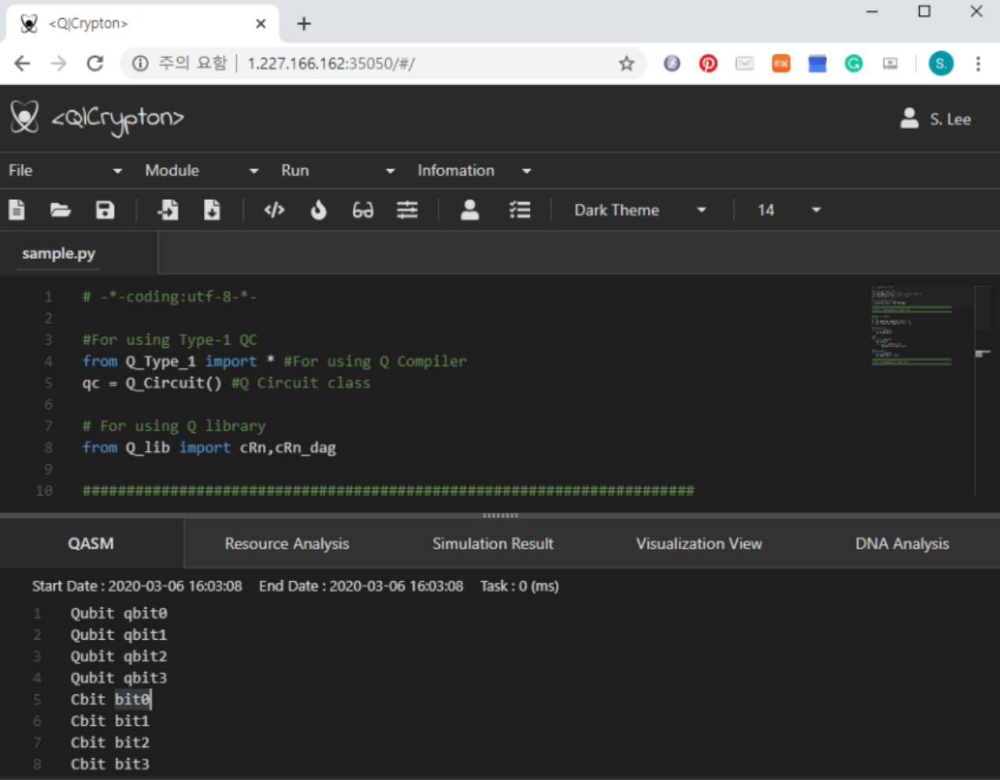 <Q|Crypton>
주의 요함 | 1.227.166.162:35050/#/
EX
S.
<Q|Crypton>
S. Lee
File Module Run Infomation
Dark Theme 14
sample.py
1 # -*-coding:utf-8-*-
2
3 #For using Type-1 QC
4 from Q_Type_1 import * #For using Q Compiler
5 qc = Q_Circuit() #Q Circuit class
6
7 # For using Q library
8 from Q_lib import cRn,cRn_dag
9
10 ######################################################################
QASM Resource Analysis Simulation Result Visualization View DNA Analysis
Start Date : 2020-03-06 16:03:08 End Date : 2020-03-06 16:03:08 Task : 0 (ms)
1 Qubit qbit0
2 Qubit qbit1
3 Qubit qbit2
4 Qubit qbit3
5 Cbit bit0
6 Cbit bit1
7 Cbit bit2
8 Cbit bit3